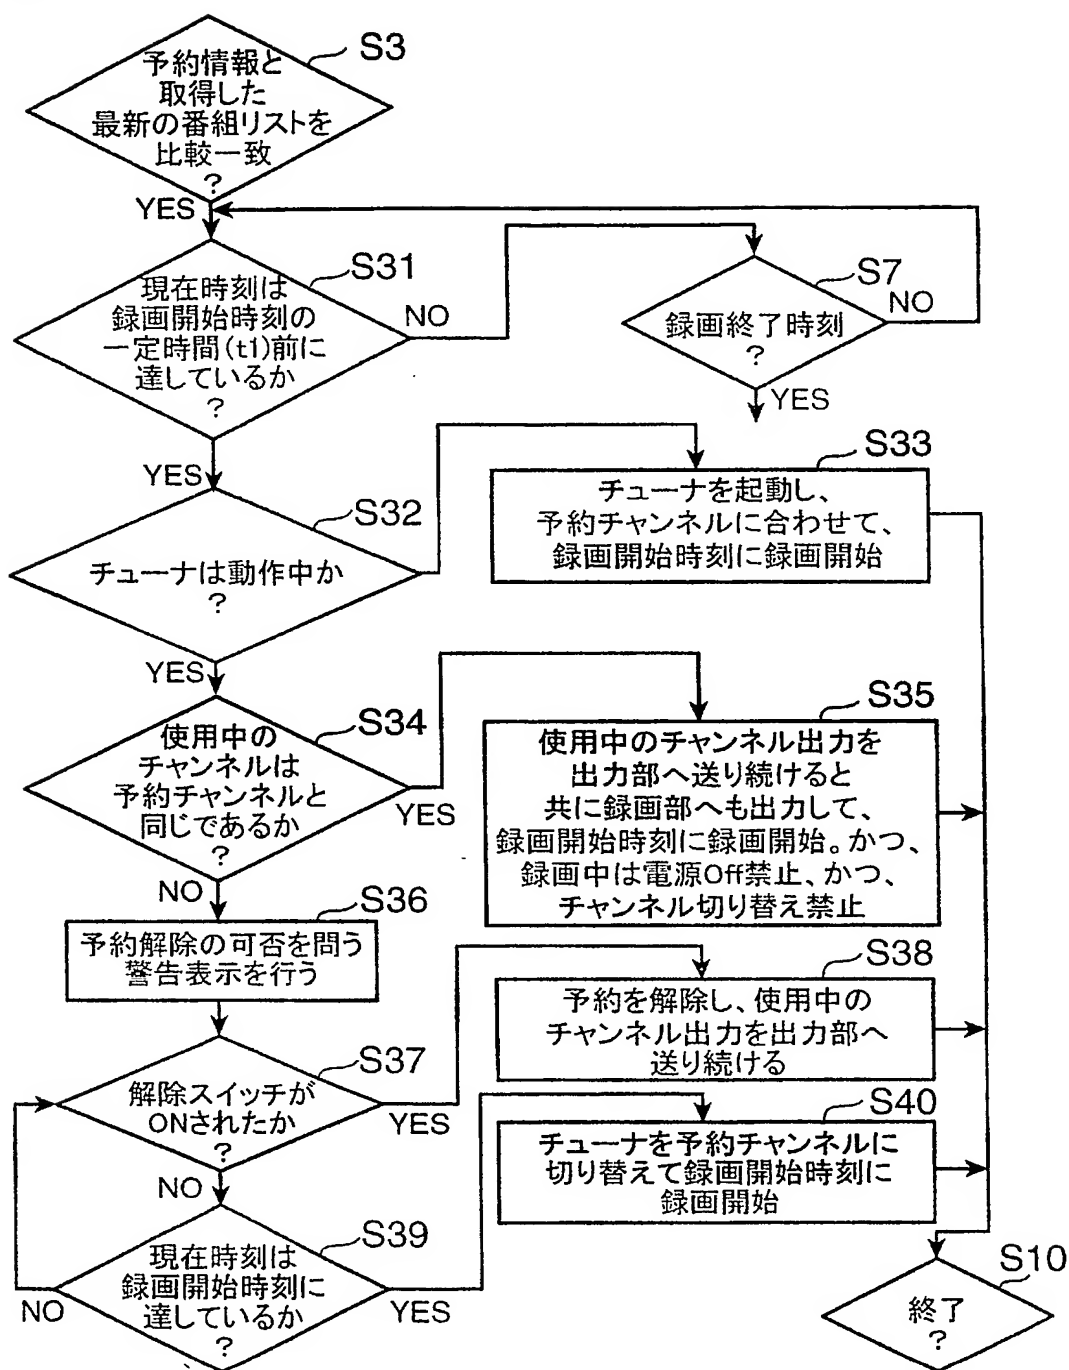 S3
予約情報と
取得した
最新の番組リストを
比較一致
?
YES
S31
現在時刻は
録画開始時刻の
一定時間(t1)前に
達しているか
?
NO
S7
録画終了時刻
?
NO
YES
YES
S32
チューナは動作中か
?
S33
チューナを起動し、
予約チャンネルに合わせて、
録画開始時刻に録画開始
YES
S34
使用中の
チャンネルは
予約チャンネルと
同じであるか
?
YES
S35
使用中のチャンネル出力を
出力部へ送り続けると
共に録画部へも出力して、
録画開始時刻に録画開始。かつ、
録画中は電源Off禁止、かつ、
チャンネル切り替え禁止
NO
S36
予約解除の可否を問う
警告表示を行う
S37
解除スイッチが
ONされたか
?
YES
S38
予約を解除し、使用中の
チャンネル出力を出力部へ
送り続ける
NO
S39
現在時刻は
録画開始時刻に
達しているか
?
NO
YES
S40
チューナを予約チャンネルに
切り替えて録画開始時刻に
録画開始
S10
終了
?